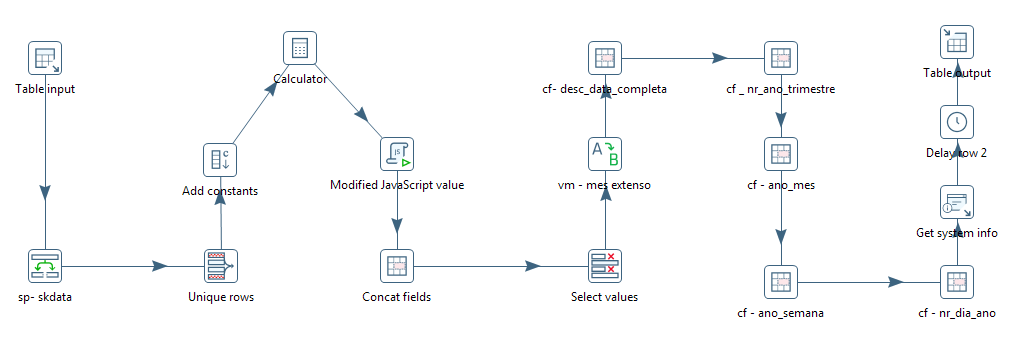 Table input
sp- skdata
Unique rows
Add constants
Calculator
Modified JavaScript value
Concat fields
Select values
vm - mes extenso
cf- desc_data_completa
cf _ nr_ano_trimestre
cf - ano_mes
cf - ano_semana
cf - nr_dia_ano
Get system info
Delay row 2
Table output
C
JS
A
B